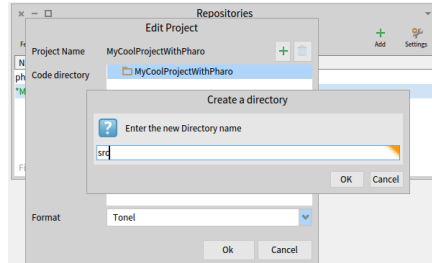 Repositories
Edit Project
Add
Settings
Project Name
MyCoolProjectWithPharo
Code directory
MyCoolProjectWithPharo
Create a directory
Enter the new Directory name
src
OK
Cancel
Format
Tonel
Ok
Cancel